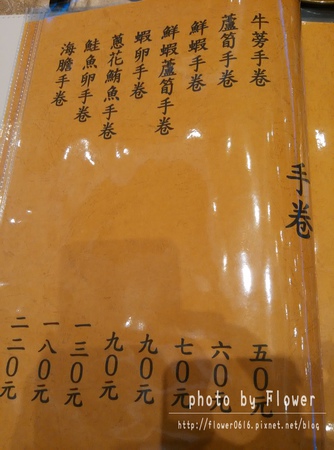 手卷
牛蒡手卷 五0元
蘆筍手卷 六0元
鮮蝦手卷 七0元
鮮蝦蘆筍手卷 九0元
蝦卵手卷 九0元
蔥花鮪魚手卷 一三0元
鮭魚卵手卷 一八0元
海膽手卷 二二0元
photo by Flower
http://flower0616.pixnet.net/blog